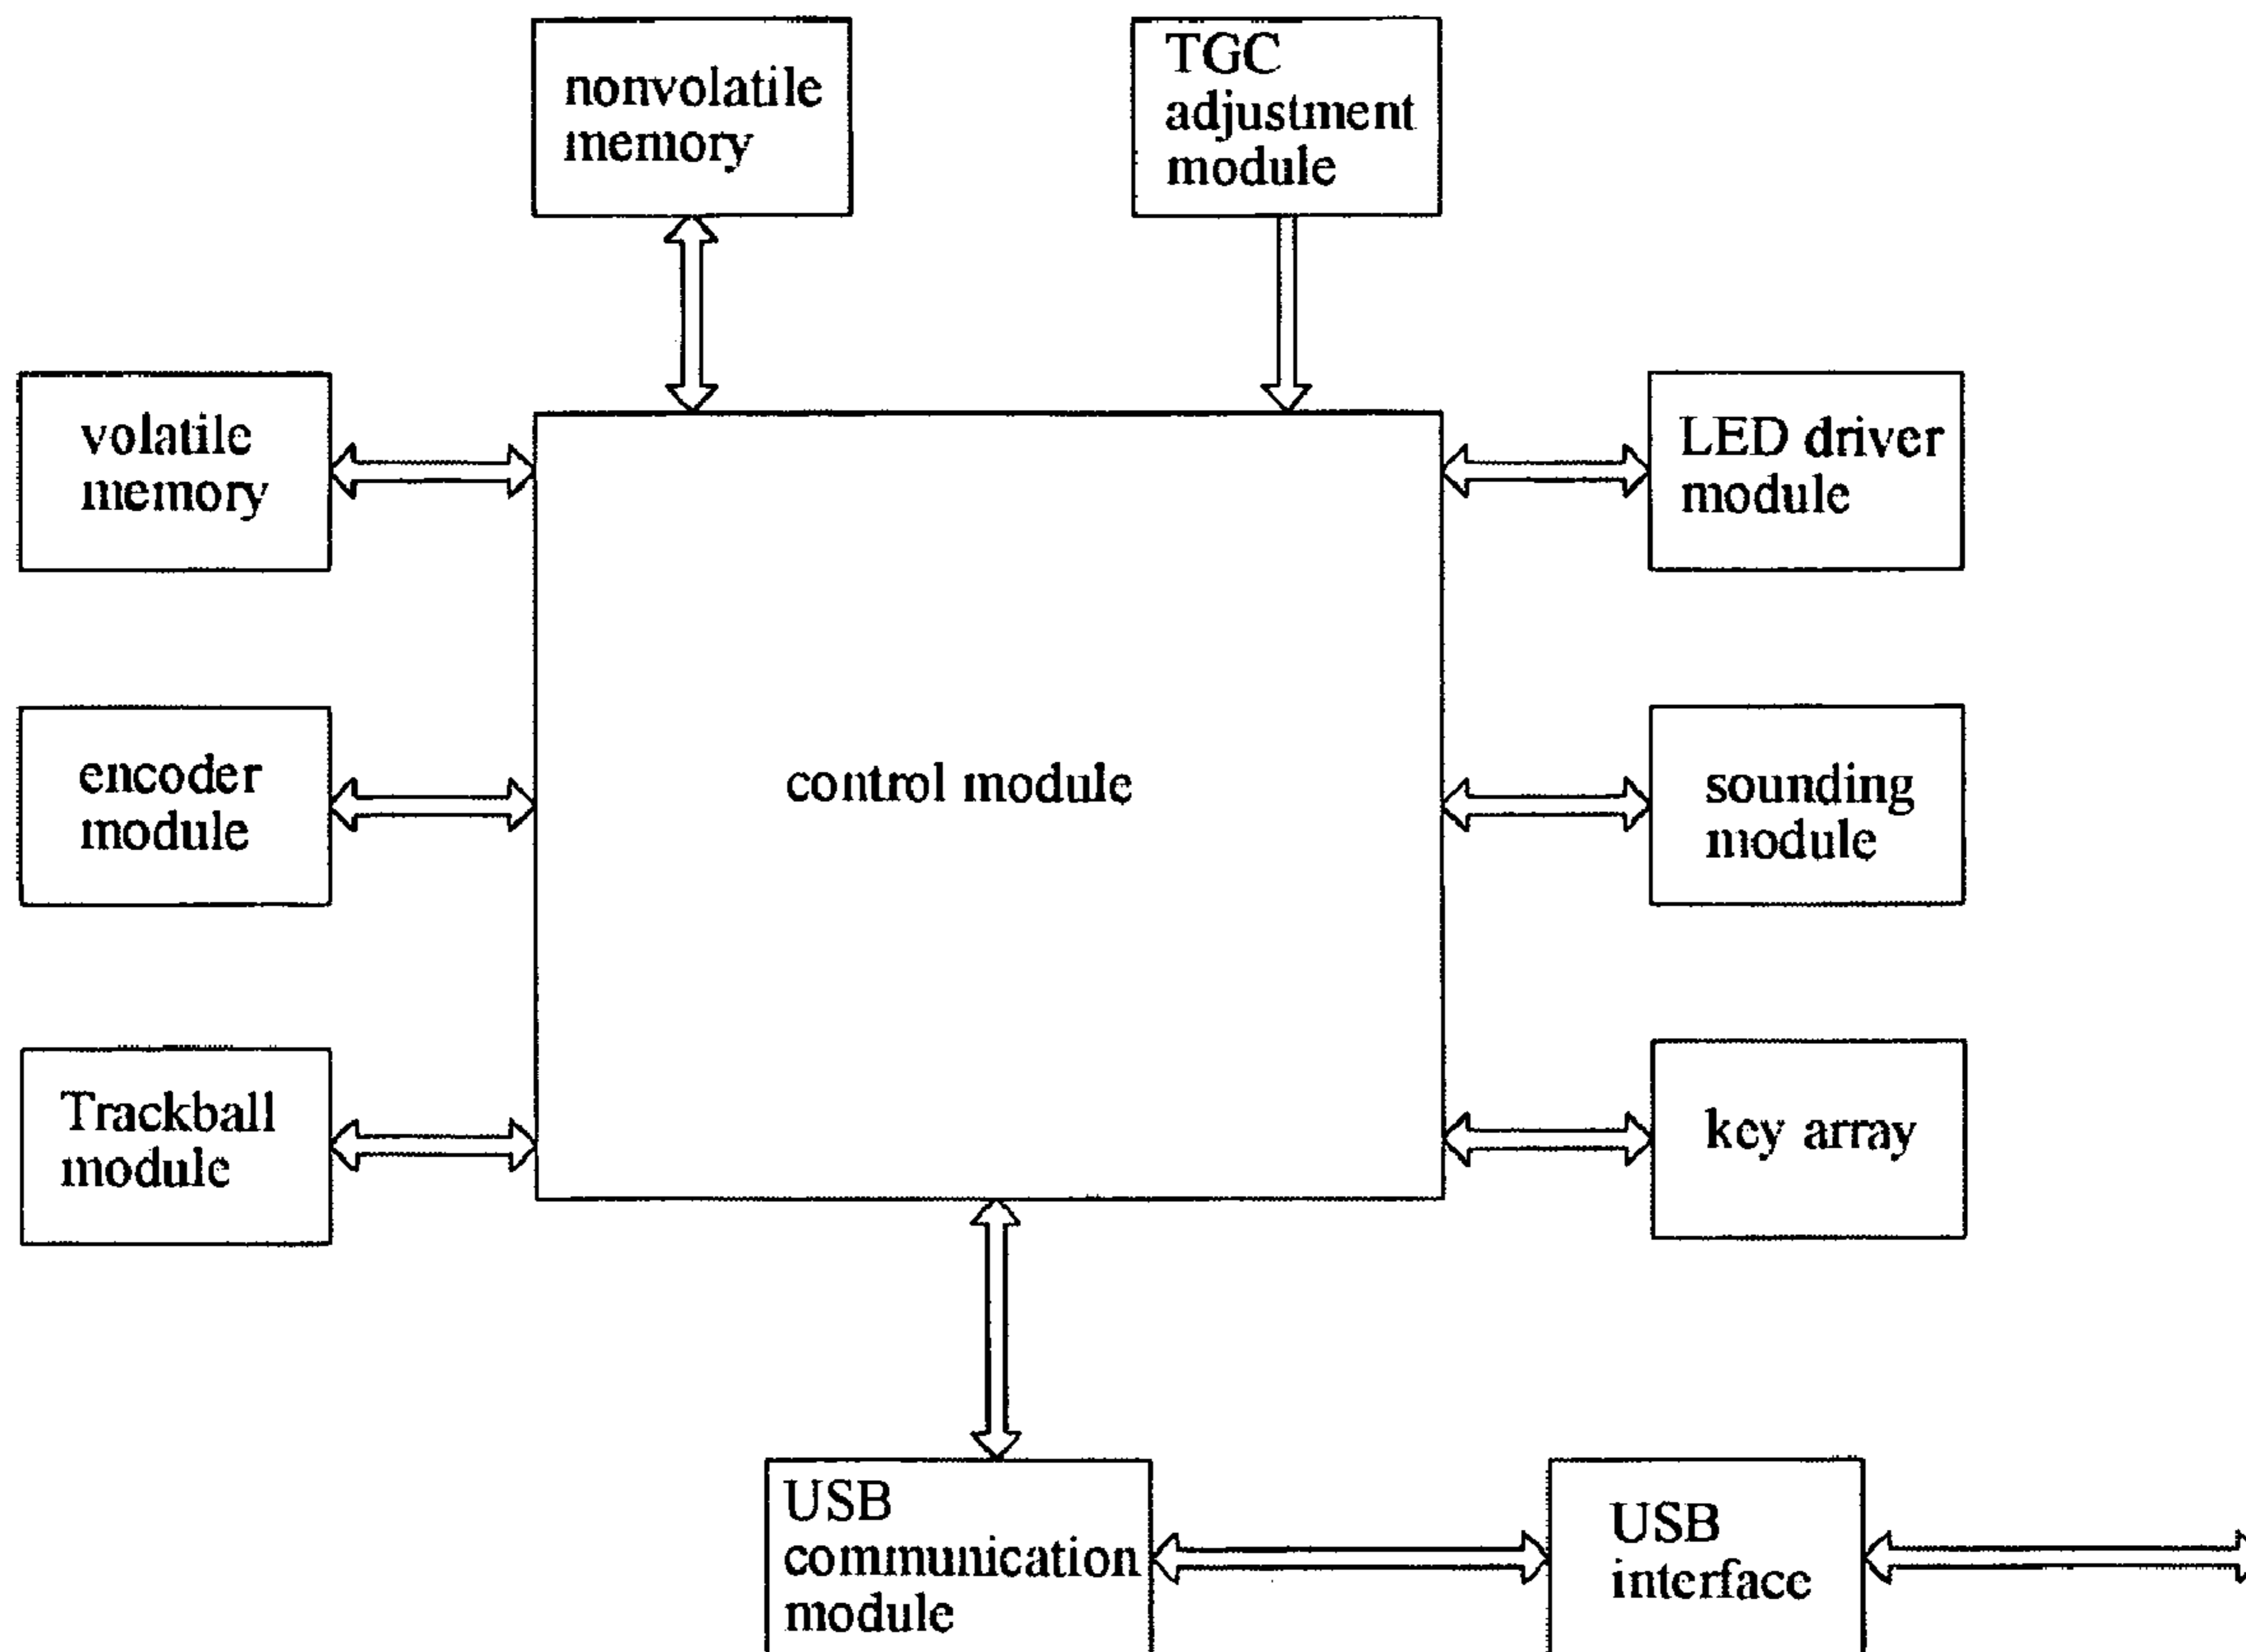 nonvolatile
memory
TGC
adjustment
module
volatile
memory
LED driver
module
encoder
module
control module
sounding
module
Trackball
module
key array
USB
communication
module
USB
interface